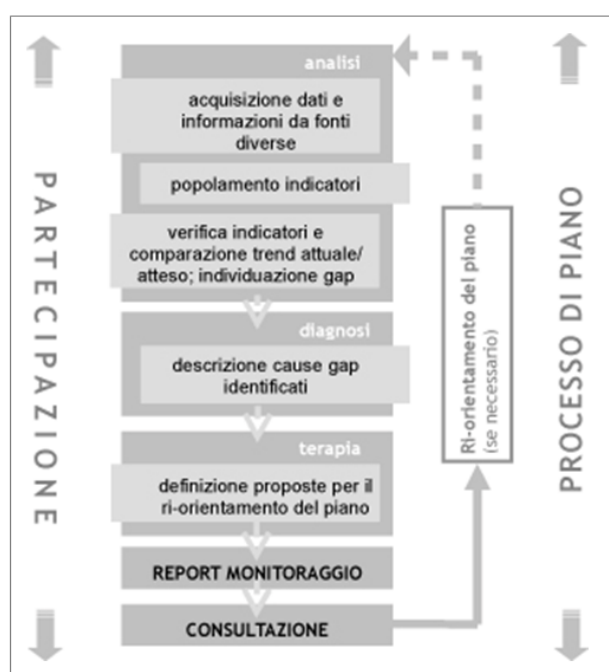 analisi
acquisizione dati e
informazioni da fonti
diverse
popolamento indicatori
verifica indicatori e
comparazione trend attuale/
atteso; individuazione gap
diagnosi
descrizione cause gap
identificati
terapia
definizione proposte per il
ri-orientamento del piano
REPORT MONITORAGGIO
CONSULTAZIONE
PARTECIPAZIONE
Ri-orientamento del piano
(se necessario)
PROCESSO DI PIANO